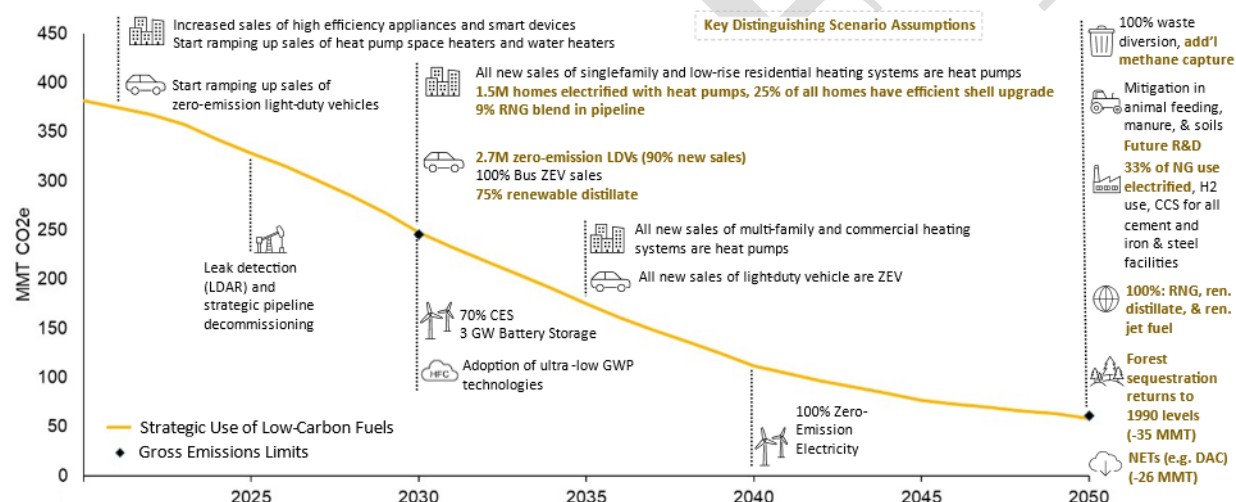 Increased sales of high efficiency appliances and smart devices
Start ramping up sales of heat pump space heaters and water heaters
Start ramping up sales of
zero-emission light-duty vehicles
Key Distinguishing Scenario Assumptions
All new sales of singlefamily and low-rise residential heating systems are heat pumps
1.5M homes electrified with heat pumps, 25% of all homes have efficient shell upgrade
9% RNG blend in pipeline
2.7M zero-emission LDVs (90% new sales)
100% Bus ZEV sales
75% renewable distillate
Leak detection
(LDAR) and
strategic pipeline
decommissioning
All new sales of multi-family and commercial heating
systems are heat pumps
All new sales of light-duty vehicle are ZEV
70% CES
3 GW Battery Storage
HFC
Adoption of ultra -low GWP
technologies
100% Zero-
Emission
Electricity
100% waste
diversion, add'l
methane capture
Mitigation in
animal feeding,
manure, & soils
Future R&D
33% of NG use
electrified, H2
use, CCS for all
cement and
iron & steel
facilities
100%: RNG, ren.
distillate, & ren.
jet fuel
Forest
sequestration
returns to
1990 levels
(-35 MMT)
NETs (e.g. DAC)
(-26 MMT)
MMT CO2e
450
400
350
300
250
200
150
100
50
0
Strategic Use of Low-Carbon Fuels
Gross Emissions Limits
2025
2030
2035
2040
2045
2050